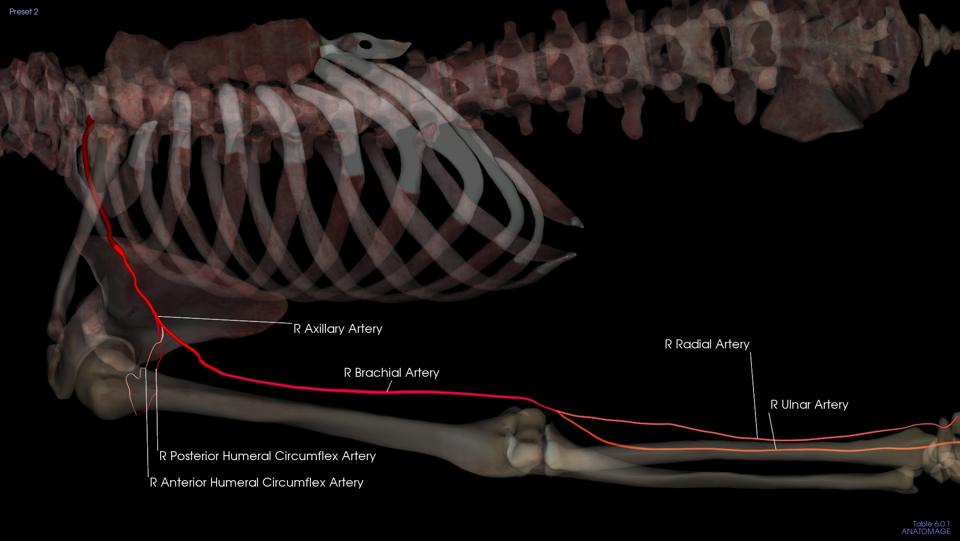 Preset 2
R Axillary Artery
R Radial Artery
R Brachial Artery
R Ulnar Artery
R Posterior Humeral Circumflex Artery
R Anterior Humeral Circumflex Artery
Table 6.0.1
ANATOMAGE